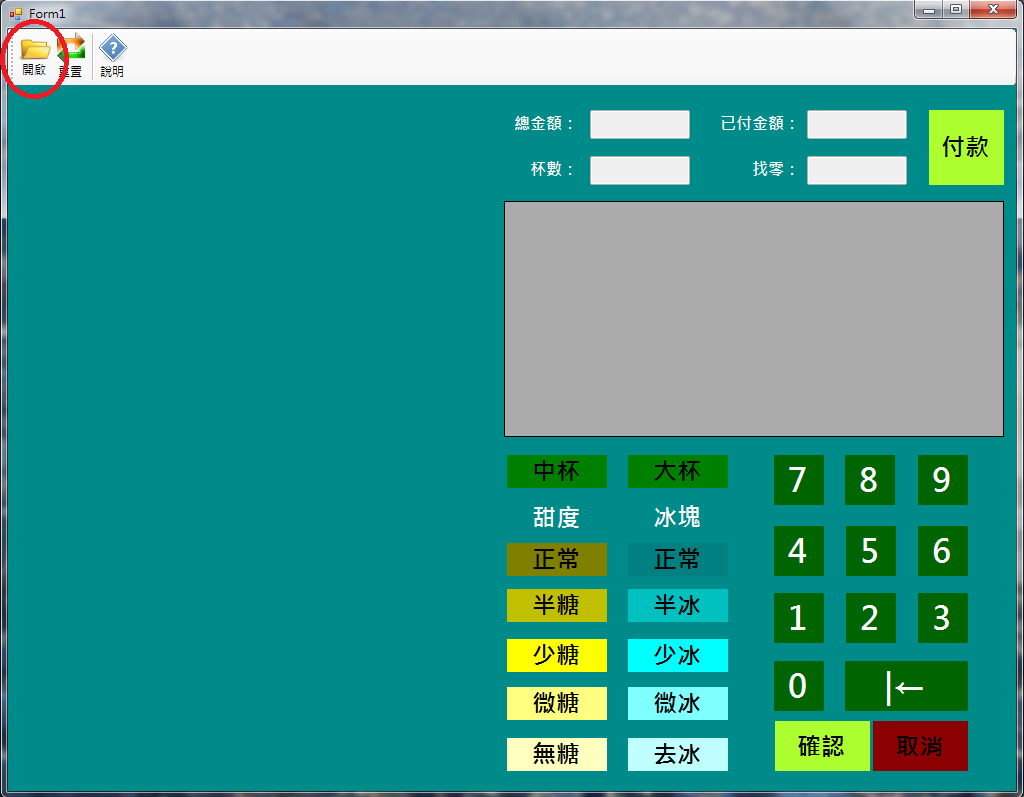 Form1
開啟 重置 說明
總金額： 已付金額： 付款
杯數： 找零：
中杯 大杯 7 8 9
甜度 冰塊
正常 正常 4 5 6
半糖 半冰 1 2 3
少糖 少冰
微糖 微冰 0 |←
無糖 去冰 確認 取消